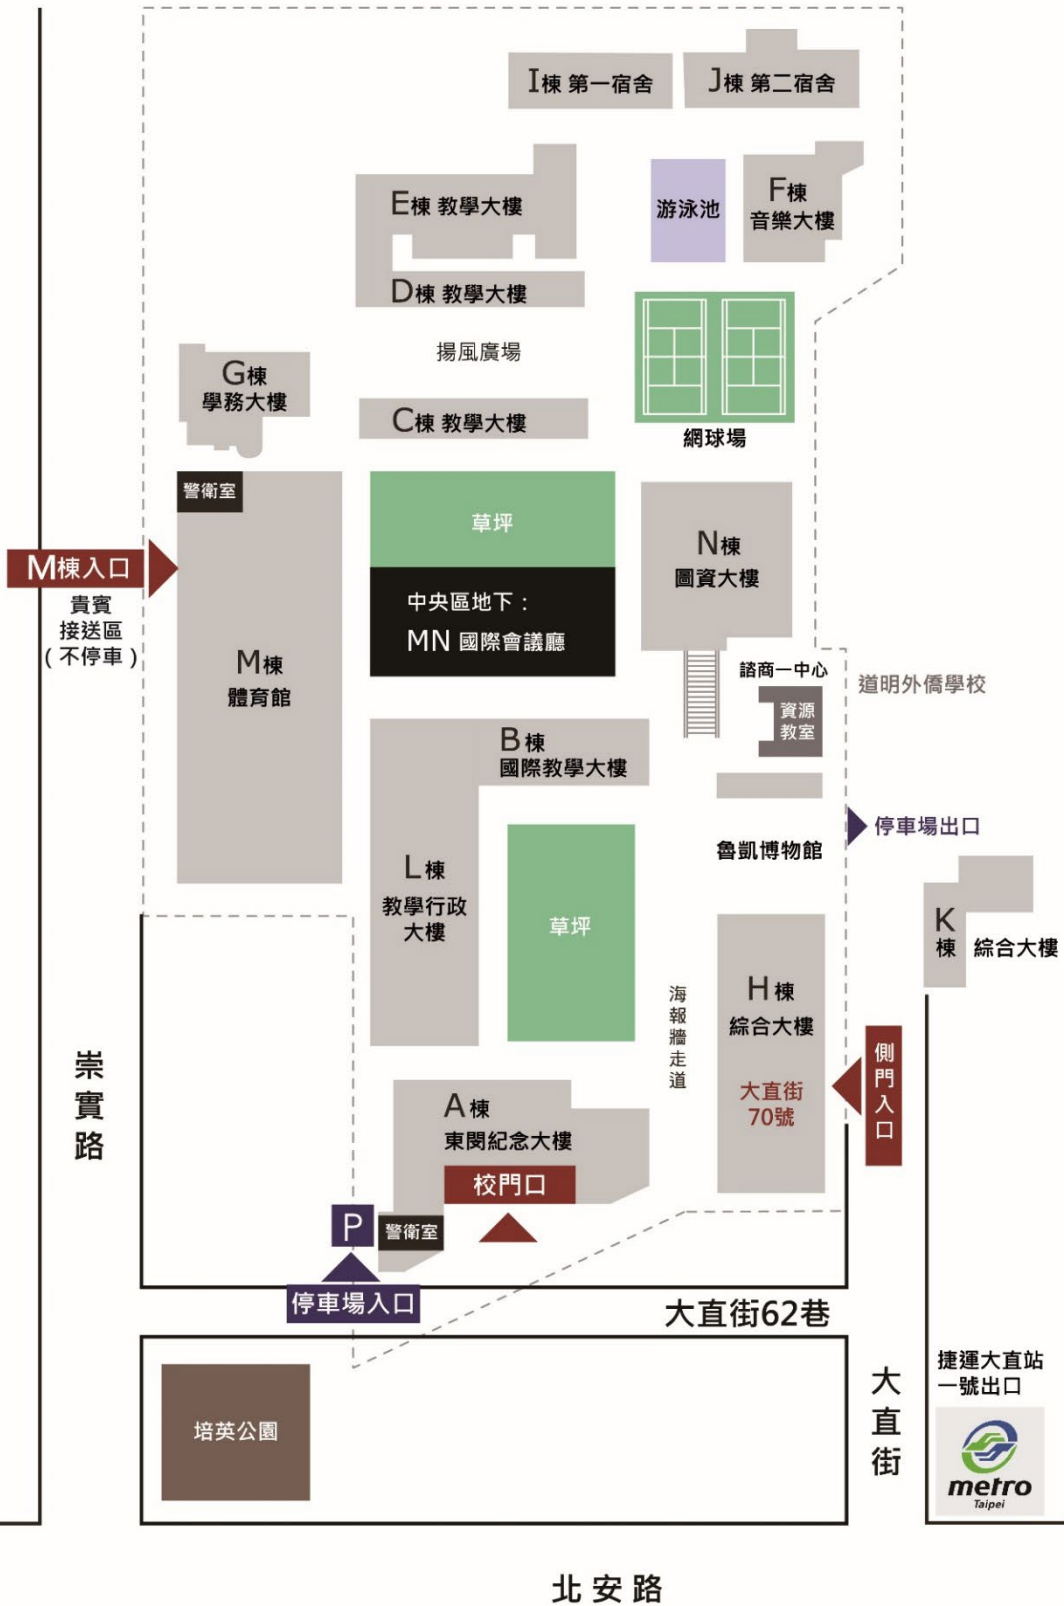 I棟 第一宿舍
J棟 第二宿舍
E棟 教學大樓
游泳池
F棟
音樂大樓
D棟 教學大樓
揚風廣場
G棟
學務大樓
C棟 教學大樓
網球場
警衛室
草坪
N棟
圖資大樓
M棟入口
貴賓
接送區
(不停車)
中央區地下：
MN 國際會議廳
M棟
體育館
諮商一中心
資源
教室
道明外僑學校
B棟
國際教學大樓
停車場出口
魯凱博物館
L棟
教學行政
大樓
草坪
K
棟 綜合大樓
H棟
綜合大樓
海報牆走道
大直街
70號
側門入口
崇實路
A棟
東閔紀念大樓
校門口
P
警衛室
停車場入口
大直街62巷
捷運大直站
一號出口
大直街
培英公園
metro
Taipei
北安路